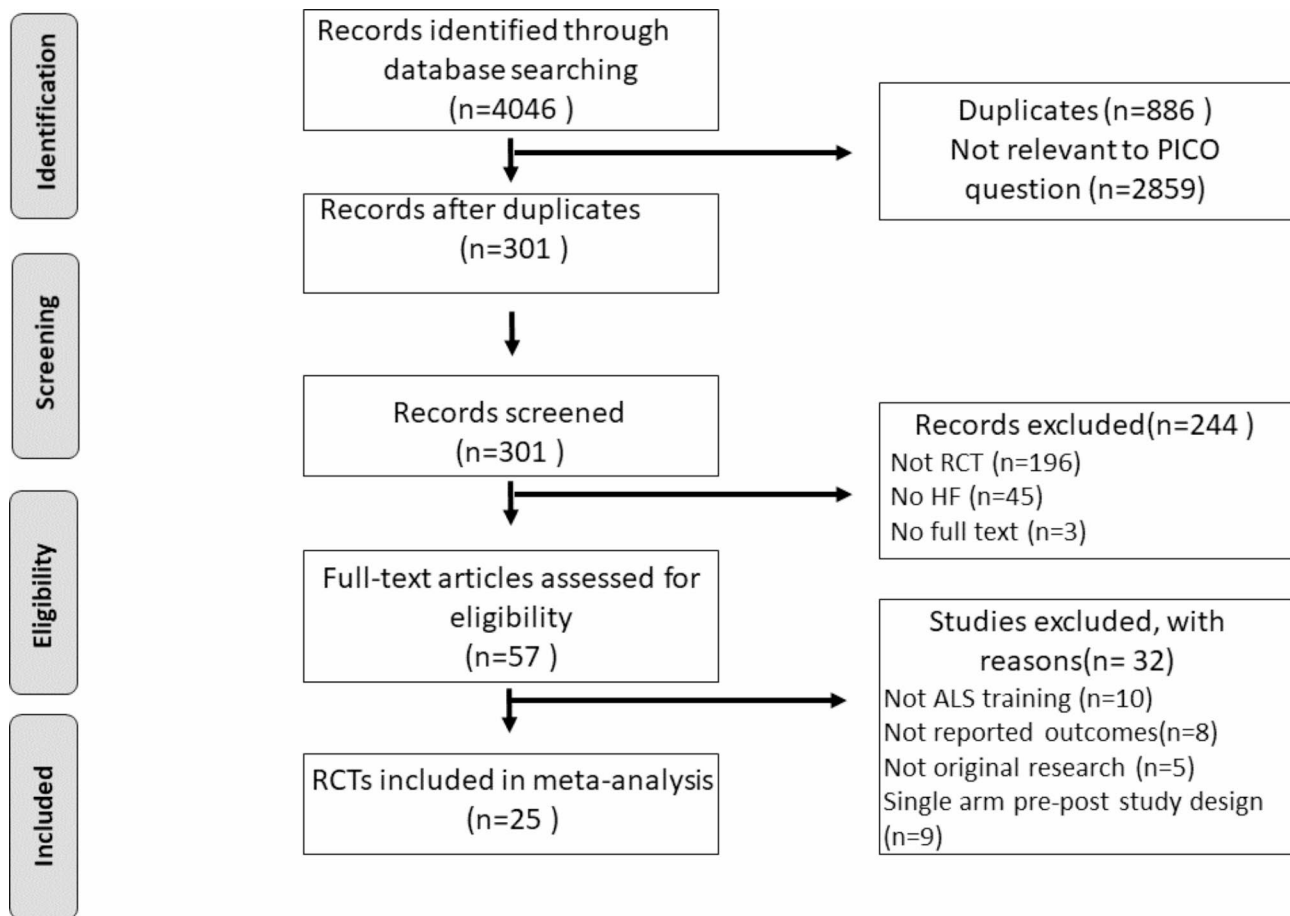 Identification
Records identified through
database searching
(n=4046 )
Duplicates (n=886 )
Not relevant to PICO
question (n=2859)
Records after duplicates
(n=301 )
Screening
Records screened
(n=301 )
Records excluded(n=244 )
Not RCT (n=196)
No HF (n=45)
No full text (n=3)
Eligibility
Full-text articles assessed for
eligibility
(n=57 )
Studies excluded, with
reasons(n= 32)
Not ALS training (n=10)
Not reported outcomes(n=8)
Not original research (n=5)
Single arm pre-post study design
(n=9)
Included
RCTs included in meta-analysis
(n=25 )